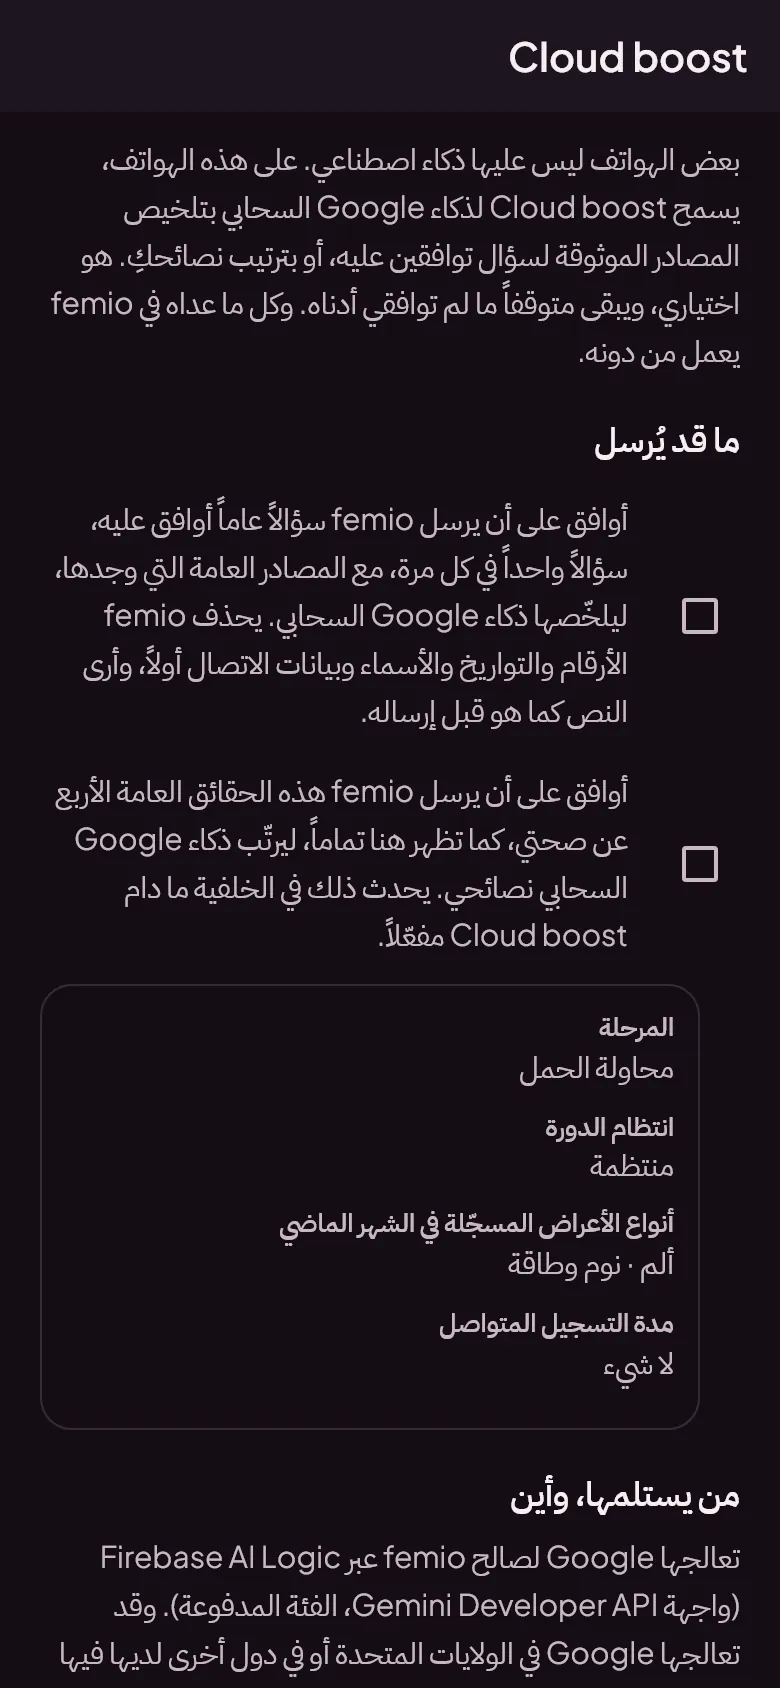 Cloud boost
بعض الهواتف ليس عليها ذكاء اصطناعي. على هذه الهواتف،
يسمح Cloud boost لذكاء Google السحابي بتلخيص
المصادر الموثوقة لسؤال توافقين عليه، أو بترتيب نصائحكِ. هو
اختياري، ويبقى متوقفاً ما لم توافقي أدناه. وكل ما عداه في femio
يعمل من دونه.
ما قد يُرسل
أوافق على أن يرسل femio سؤالاً عاماً أوافق عليه،
سؤالاً واحداً في كل مرة، مع المصادر العامة التي وجدها،
ليلخّصها ذكاء Google السحابي. يحذف femio
الأرقام والتواريخ والأسماء وبيانات الاتصال أولاً، وأرى
النص كما هو قبل إرساله.
أوافق على أن يرسل femio هذه الحقائق العامة الأربع
عن صحتي، كما تظهر هنا تماماً، ليرتّب ذكاء Google
السحابي نصائحي. يحدث ذلك في الخلفية ما دام
Cloud boost مفعّلاً.
المرحلة
محاولة الحمل
انتظام الدورة
منتظمة
أنواع الأعراض المسجّلة في الشهر الماضي
ألم · نوم وطاقة
مدة التسجيل المتواصل
لا شيء
من يستلمها، وأين
تعالجها Google لصالح femio عبر Firebase AI Logic
(واجهة Gemini Developer API، الفئة المدفوعة). وقد
تعالجها Google في الولايات المتحدة أو في دول أخرى لديها فيها